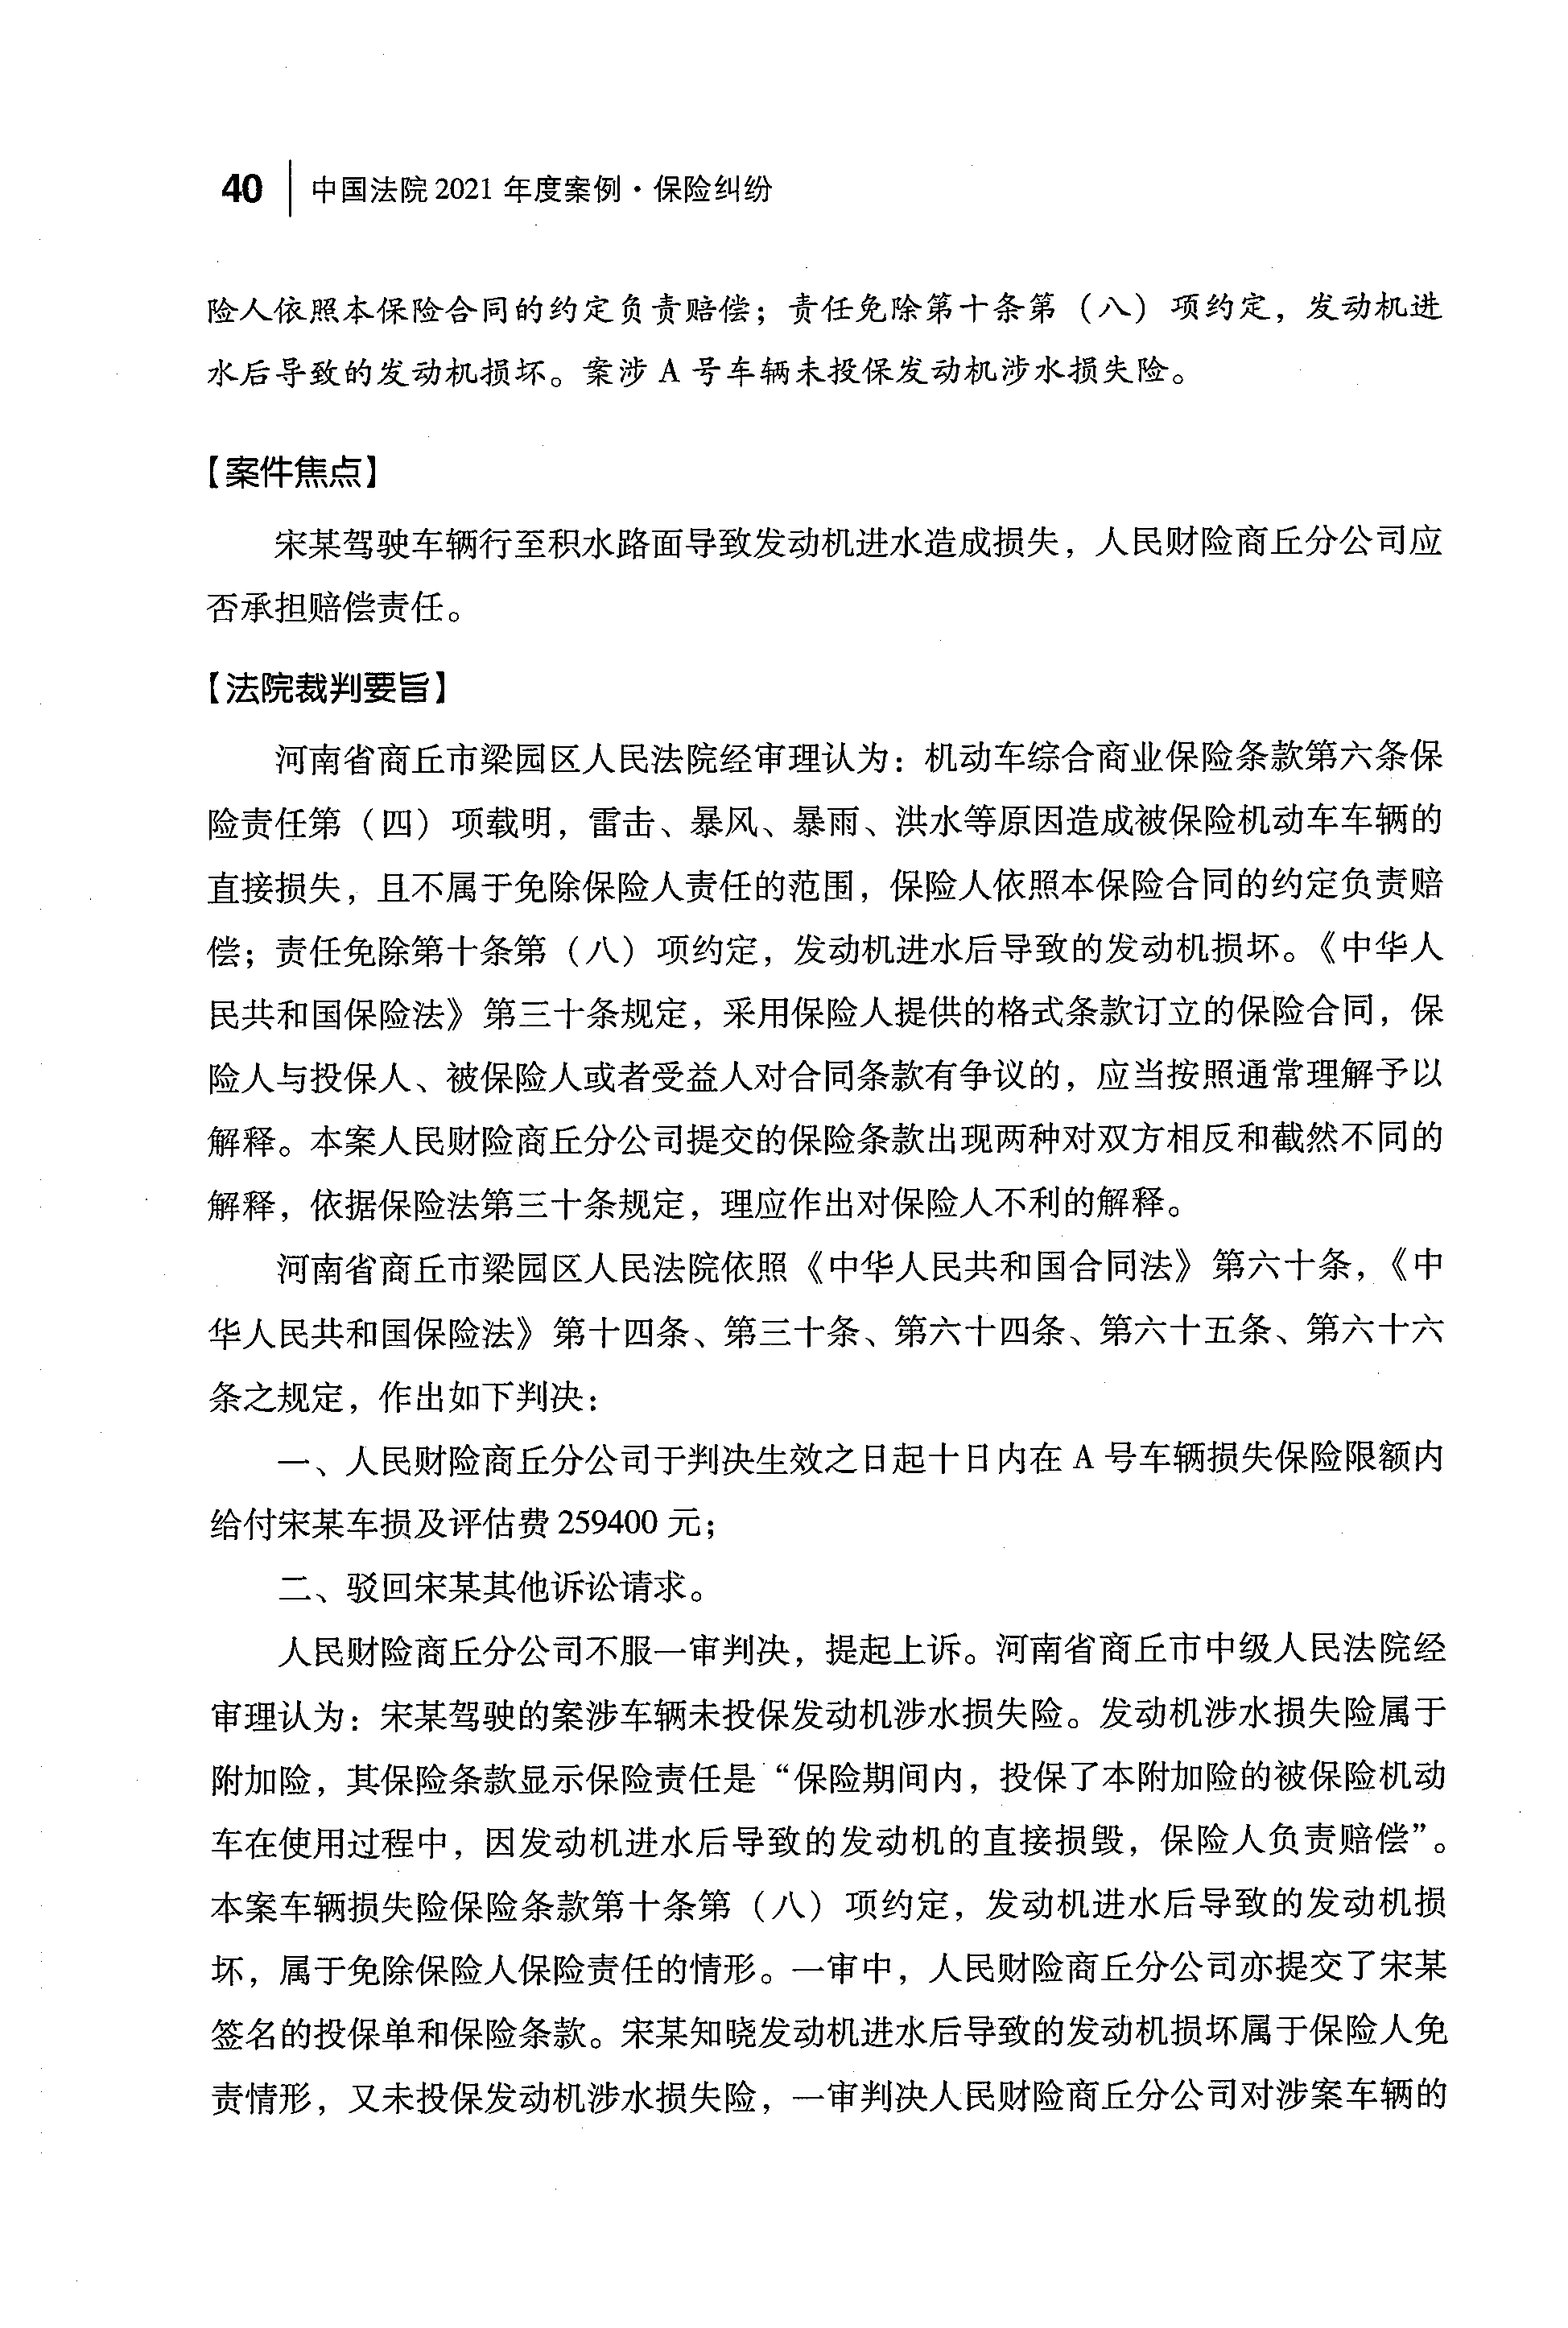 40 中国法院2021年度案例·保险纠纷
险人依照本保险合同的约定负责赔偿；责任免除第十条第（八）项约定，发动机进
水后导致的发动机损坏。案涉A号车辆未投保发动机涉水损失险。
【案件焦点】
宋某驾驶车辆行至积水路面导致发动机进水造成损失，人民财险商丘分公司应
否承担赔偿责任。
【法院裁判要旨】
河南省商丘市梁园区人民法院经审理认为：机动车综合商业保险条款第六条保
险责任第（四）项载明，雷击、暴风、暴雨、洪水等原因造成被保险机动车车辆的
直接损失，且不属于免除保险人责任的范围，保险人依照本保险合同的约定负责赔
偿；责任免除第十条第（八）项约定，发动机进水后导致的发动机损坏。《中华人
民共和国保险法》第三十条规定，采用保险人提供的格式条款订立的保险合同，保
险人与投保人、被保险人或者受益人对合同条款有争议的，应当按照通常理解予以
解释。本案人民财险商丘分公司提交的保险条款出现两种对双方相反和截然不同的
解释，依据保险法第三十条规定，理应作出对保险人不利的解释。
河南省商丘市梁园区人民法院依照《中华人民共和国合同法》第六十条，《中
华人民共和国保险法》第十四条、第三十条、第六十四条、第六十五条、第六十六
条之规定，作出如下判决：
一、人民财险商丘分公司于判决生效之日起十日内在A号车辆损失保险限额内
给付宋某车损及评估费259400元；
二、驳回宋某其他诉讼请求。
人民财险商丘分公司不服一审判决，提起上诉。河南省商丘市中级人民法院经
审理认为：宋某驾驶的案涉车辆未投保发动机涉水损失险。发动机涉水损失险属于
附加险，其保险条款显示保险责任是“保险期间内，投保了本附加险的被保险机动
车在使用过程中，因发动机进水后导致的发动机的直接损毁，保险人负责赔偿”。
本案车辆损失险保险条款第十条第（八）项约定，发动机进水后导致的发动机损
坏，属于免除保险人保险责任的情形。一审中，人民财险商丘分公司亦提交了宋某
签名的投保单和保险条款。宋某知晓发动机进水后导致的发动机损坏属于保险人免
责情形，又未投保发动机涉水损失险，一审判决人民财险商丘分公司对涉案车辆的